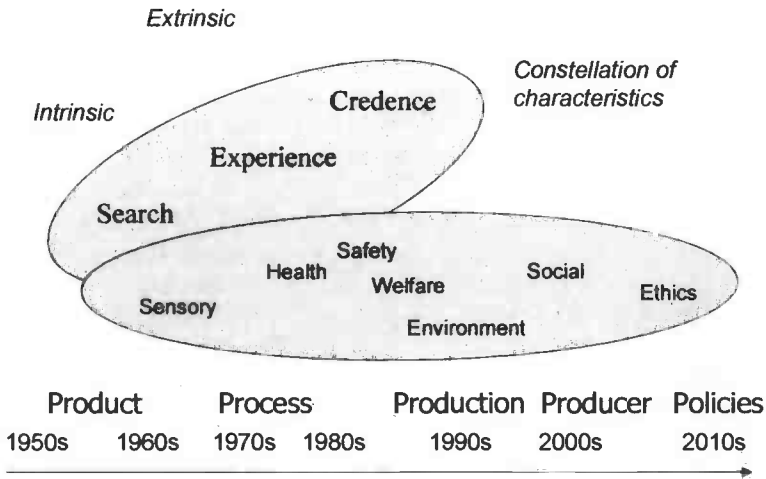 Extrinsic
Constellation of
characteristics
Intrinsic
Credence
Experience
Search
Safety
Health
Social
Welfare
Ethics
Sensory
Environment
Product Process Production Producer Policies
1950s 1960s 1970s 1980s 1990s 2000s 2010s